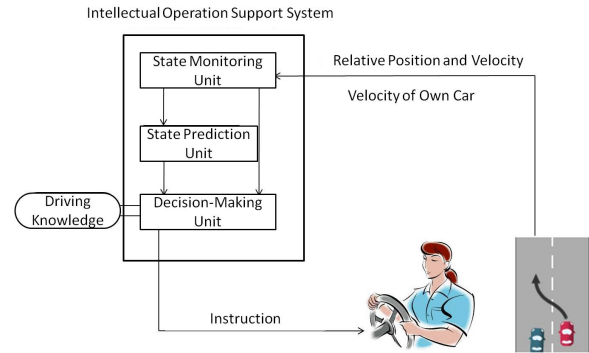 Intellectual Operation Support System
State Monitoring
Unit
Relative Position and Velocity
Velocity of Own Car
State Prediction
Unit
Driving
Knowledge
Decision-Making
Unit
Instruction